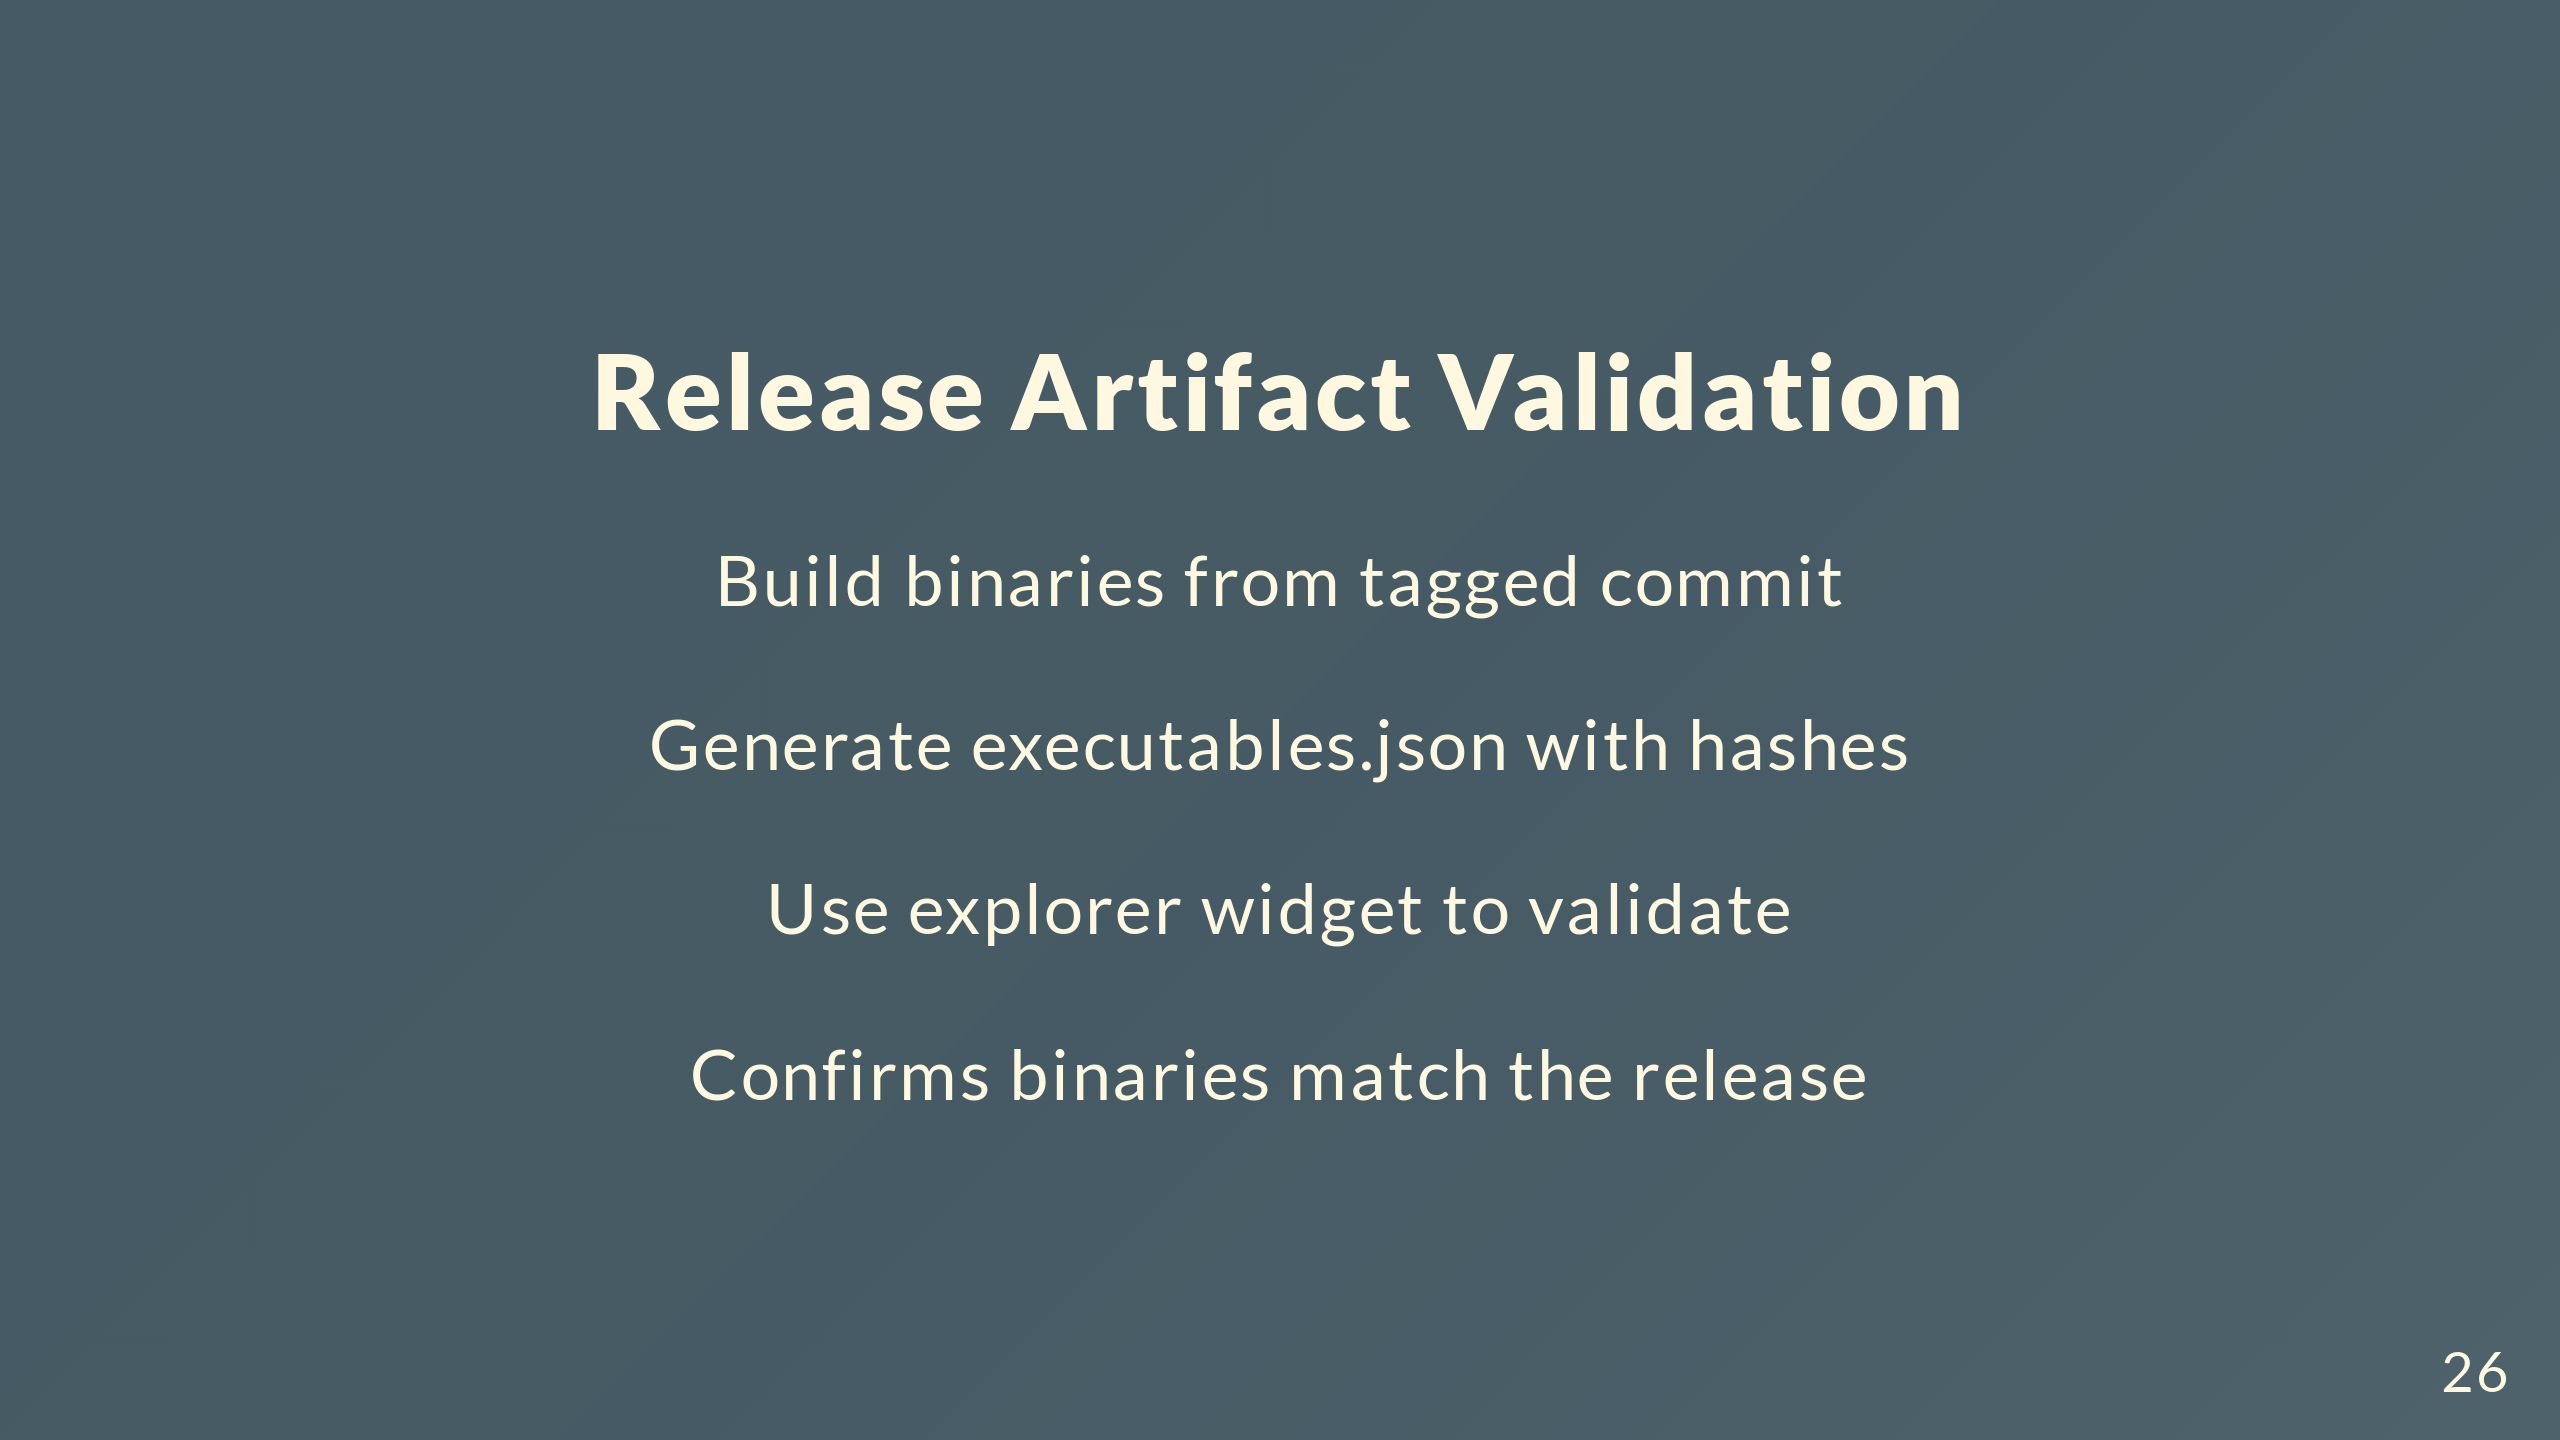 Release Artifact Validation
Build binaries from tagged commit
Generate executables.json with hashes
Use explorer widget to validate
Confirms binaries match the release
26